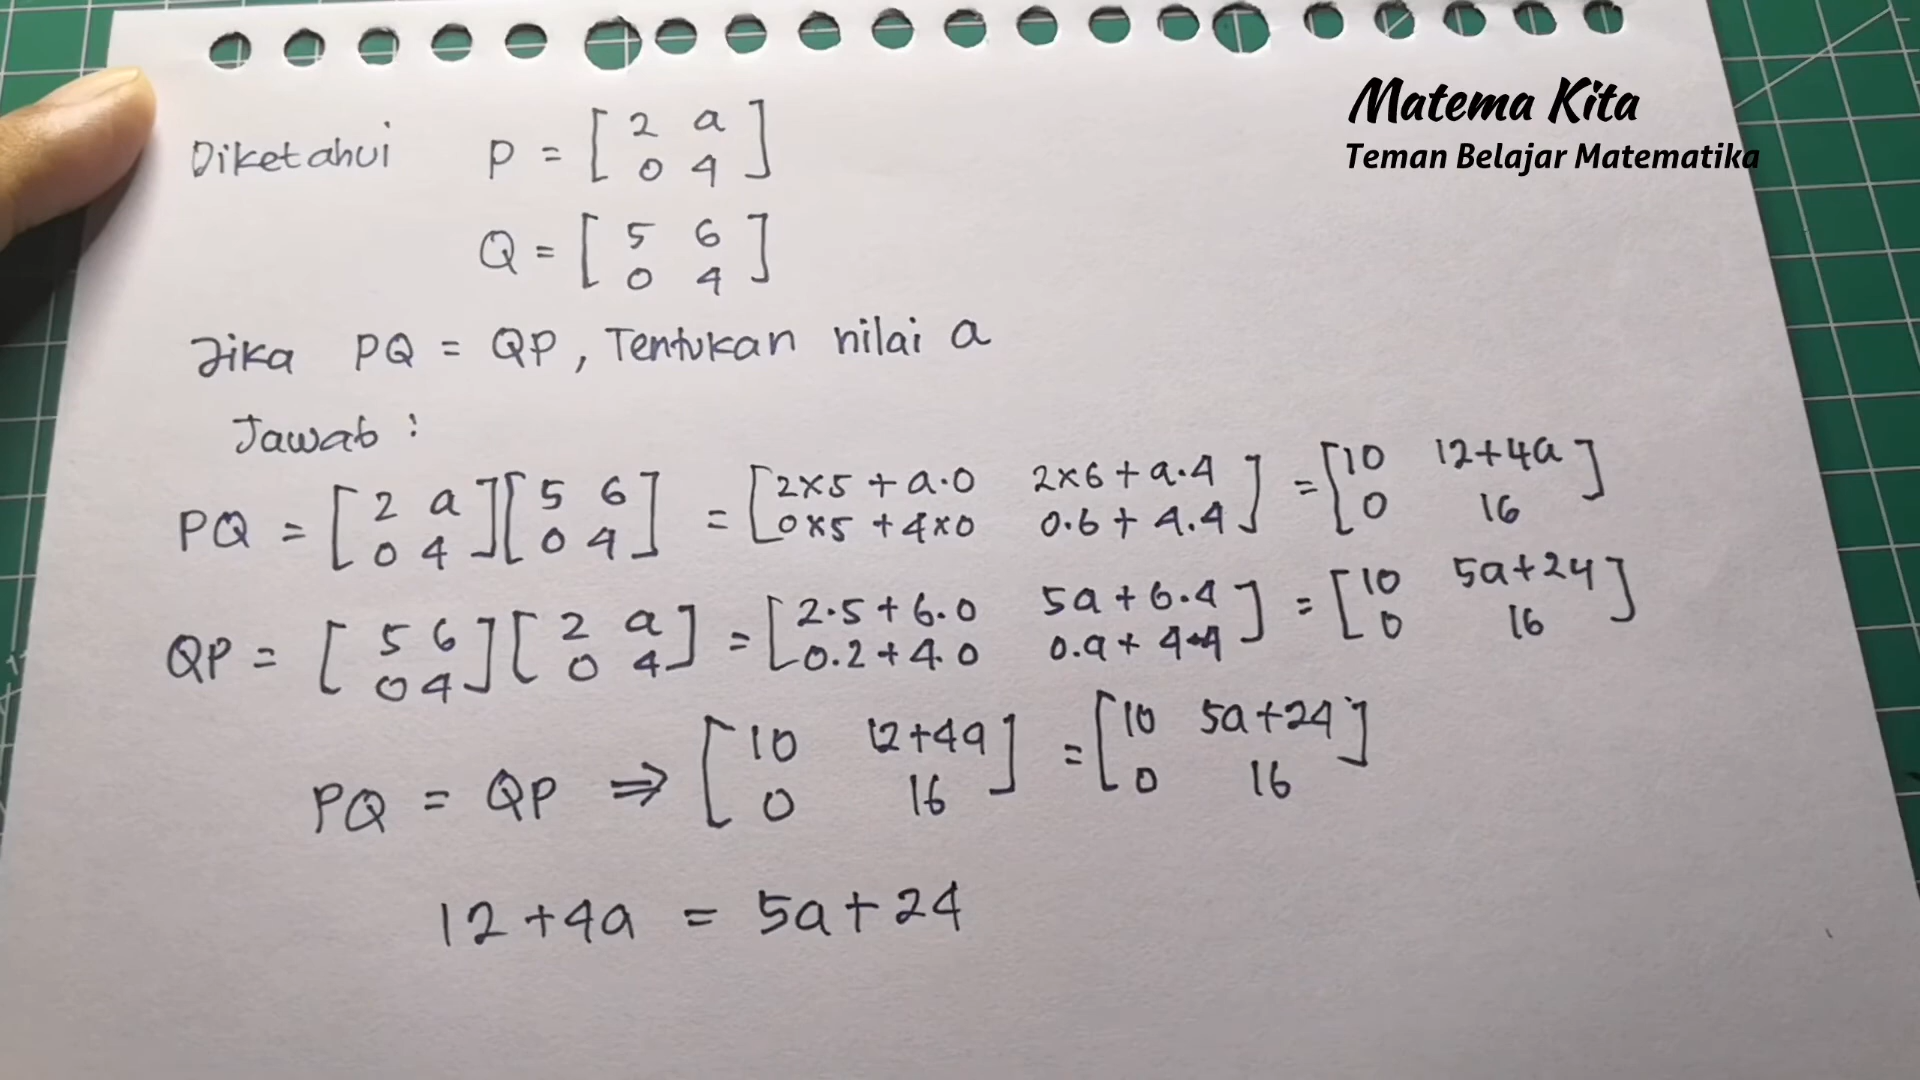 Matema Kita
Teman Belajar Matematika
Diketahui P = [ 2 a
0 4 ]
Q = [ 5 6
0 4 ]
Jika PQ = QP, Tentukan nilai a
Jawab :
PQ = [ 2 a ][ 5 6 ] = [ 2×5 + a.0 2×6 + a.4 ] = [ 10 12+4a ]
0 4 0 4 0×5 + 4×0 0.6 + 4.4 0 16
QP = [ 5 6 ][ 2 a ] = [ 2.5 + 6.0 5a + 6.4 ] = [ 10 5a+24 ]
0 4 0 4 0.2 + 4.0 0.a + 4.4 0 16
PQ = QP ⇒ [ 10 12+4a ] = [ 10 5a+24 ]
0 16 0 16
12 + 4a = 5a + 24